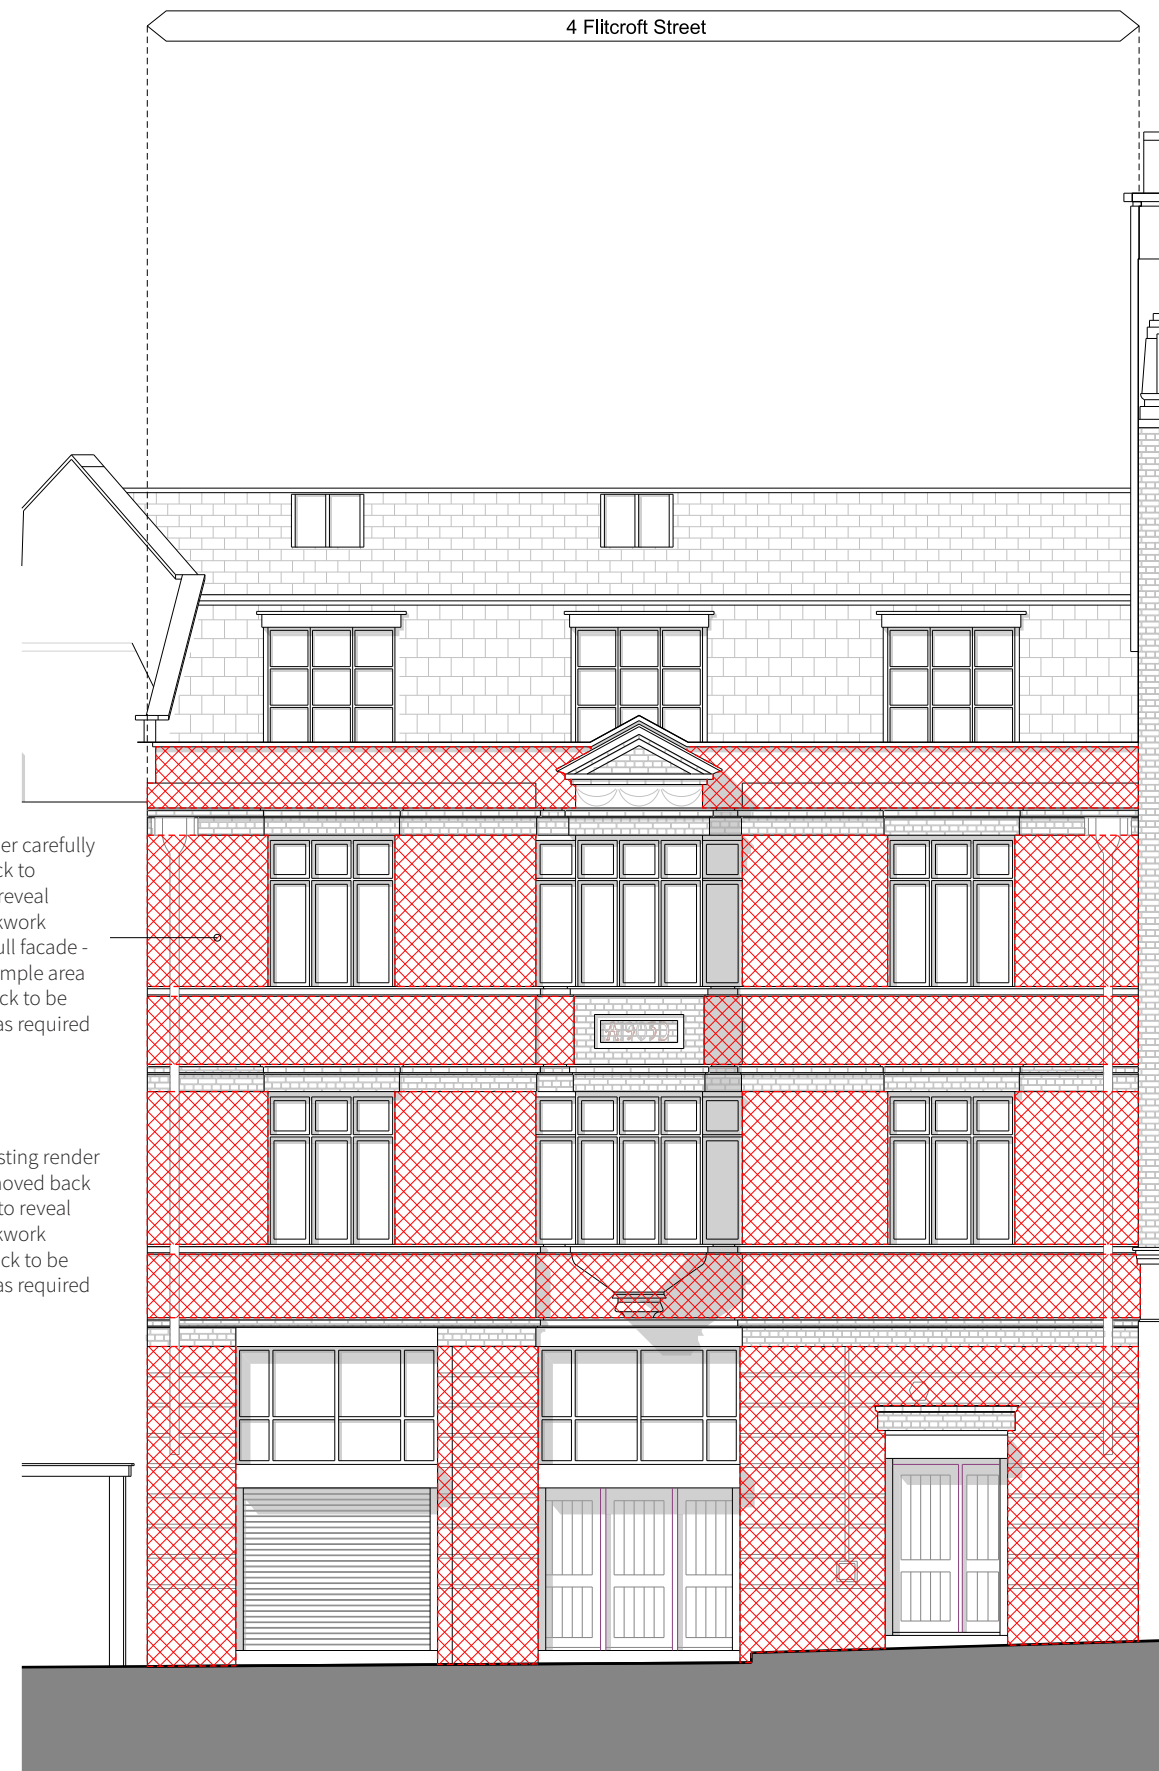 4 Flitcroft Street
er carefully
ck to
reveal
kwork
ull facade -
mple area
ck to be
as required
sting render
noved back
to reveal
kwork
ck to be
as required